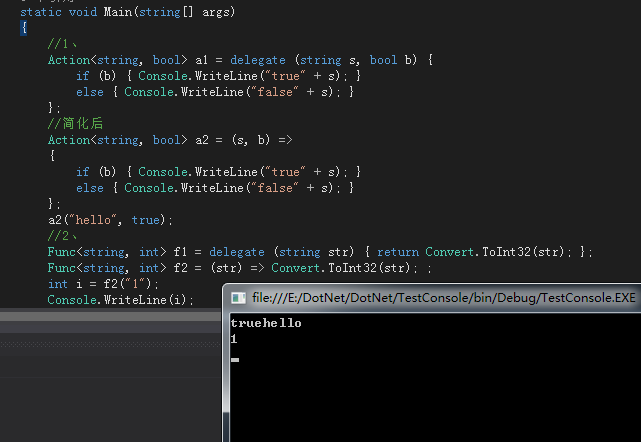 static void Main(string[] args)
{
//1、
Action<string, bool> a1 = delegate (string s, bool b) {
if (b) { Console.WriteLine("true" + s); }
else { Console.WriteLine("false" + s); }
};
//简化后
Action<string, bool> a2 = (s, b) =>
{
if (b) { Console.WriteLine("true" + s); }
else { Console.WriteLine("false" + s); }
};
a2("hello", true);
//2、
Func<string, int> f1 = delegate (string str) { return Convert.ToInt32(str); };
Func<string, int> f2 = (str) => Convert.ToInt32(str); ;
int i = f2("1");
Console.WriteLine(i);
file:///E:/DotNet/DotNet/TestConsole/bin/Debug/TestConsole.EXE
truehello
1